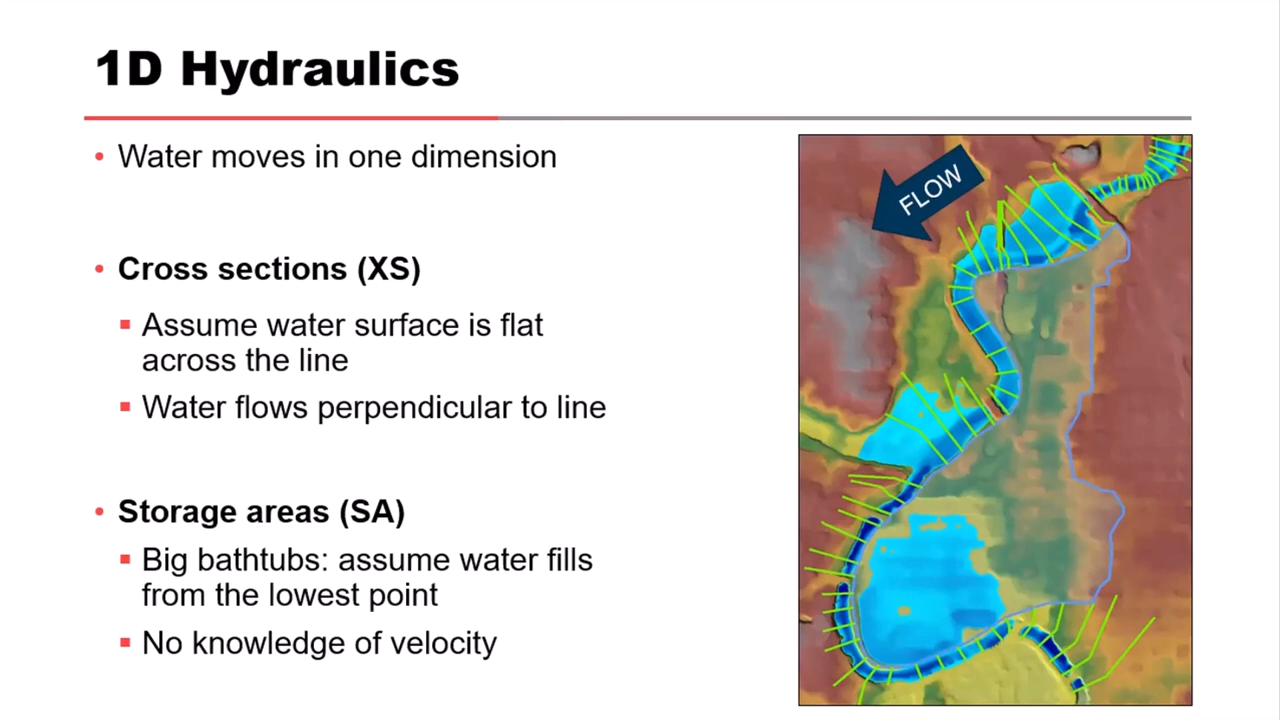 1D Hydraulics
• Water moves in one dimension
• Cross sections (XS)
▪ Assume water surface is flat
across the line
▪ Water flows perpendicular to line
• Storage areas (SA)
▪ Big bathtubs: assume water fills
from the lowest point
▪ No knowledge of velocity
FLOW